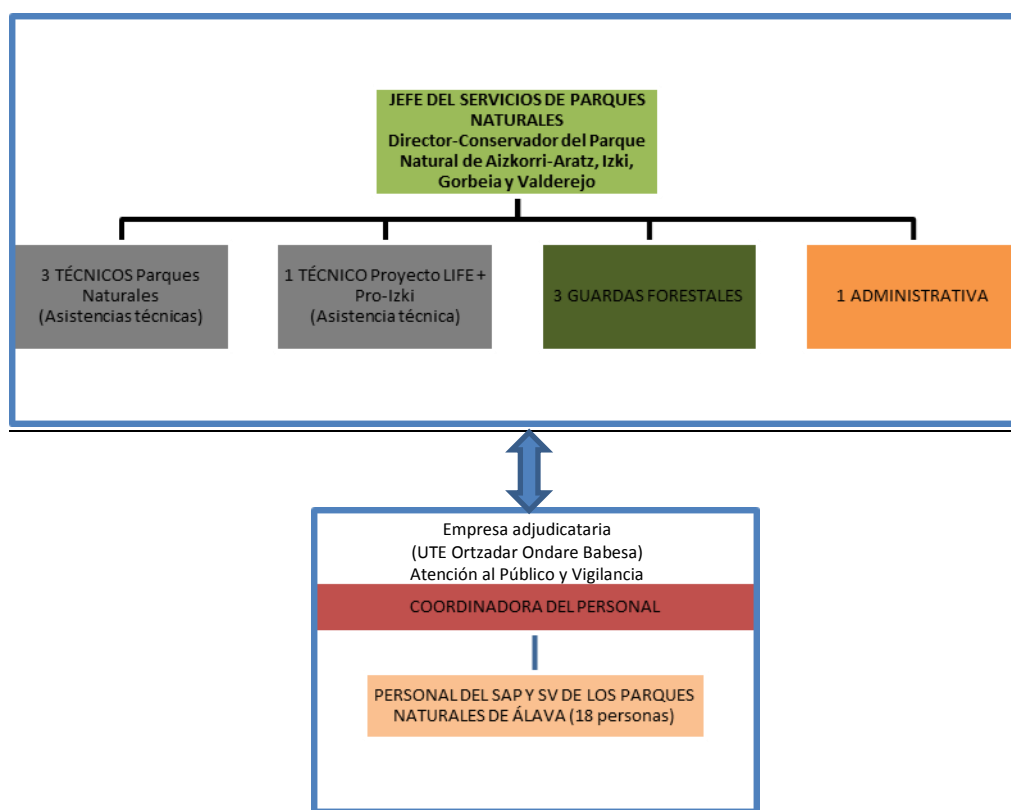 JEFE DEL SERVICIOS DE PARQUES
NATURALES
Director-Conservador del Parque
Natural de Aizkorri-Aratz, Izki,
Gorbeia y Valderejo
3 TÉCNICOS Parques
Naturales
(Asistencias técnicas)
1 TÉCNICO Proyecto LIFE +
Pro-Izki
(Asistencia técnica)
3 GUARDAS FORESTALES
1 ADMINISTRATIVA
Empresa adjudicataria
(UTE Ortzadar Ondare Babesa)
Atención al Público y Vigilancia
COORDINADORA DEL PERSONAL
PERSONAL DEL SAP Y SV DE LOS PARQUES
NATURALES DE ÁLAVA (18 personas)